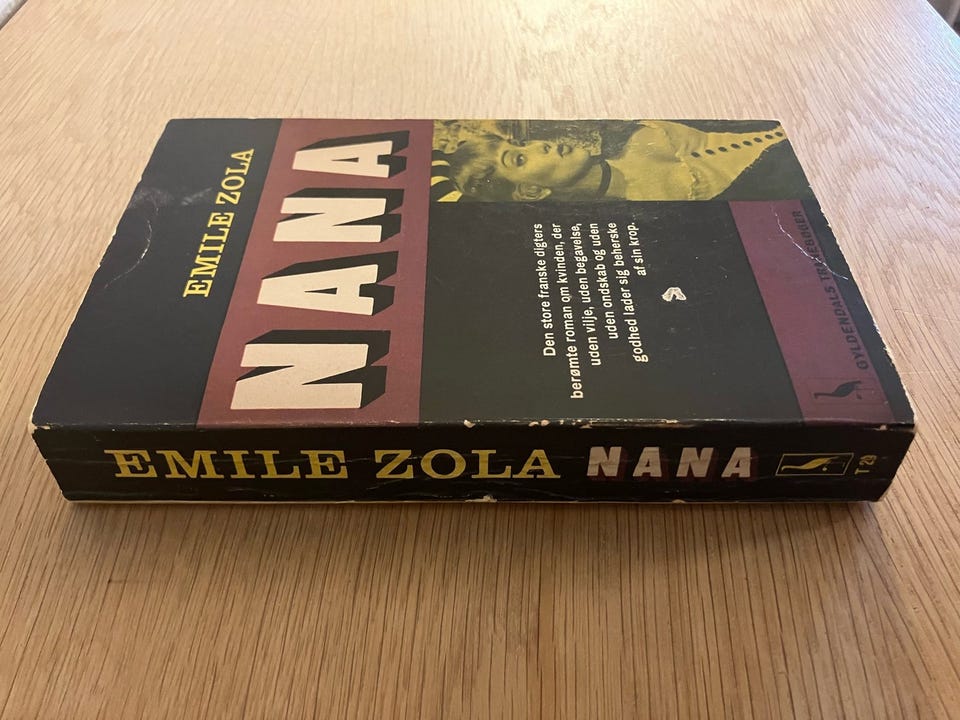 EMILE ZOLA
NANA
Den store franske digters
berømte roman om kvinden, der
uden vilje, uden begavelse,
uden ondskab og uden
godhed lader sig beherske
af sin krop.
GYLDENDALS TRANEBØGER
EMILE ZOLA NANA T 29